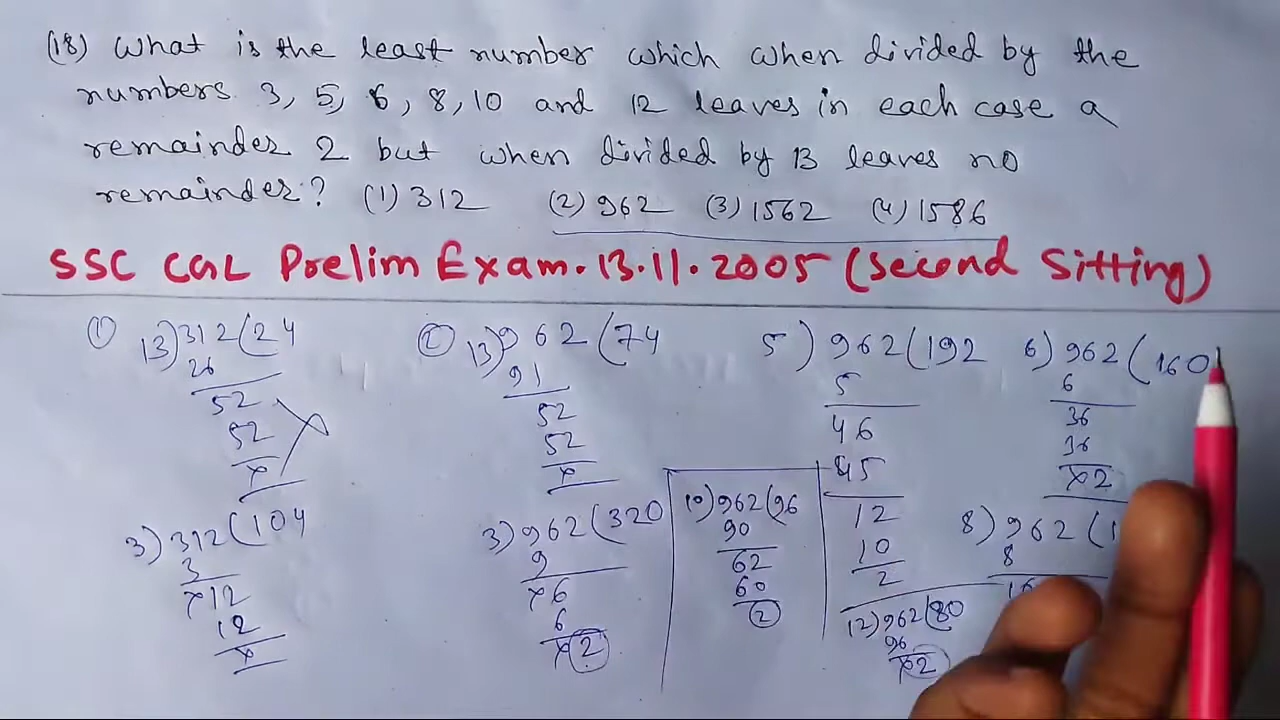 (18) What is the least number which when divided by the
numbers 3, 5, 6, 8, 10 and 12 leaves in each case a
remainder 2 but when divided by 13 leaves no
remainder? (1) 312 (2) 962 (3) 1562 (4) 1586
SSC CGL Prelim Exam. 13.11.2005 (Second Sitting)
(1) 13)312(24
26
52
52
x
3)312(104
3
x12
12
x
(2) 13)962(74
91
52
52
x
3)962(320
9
x6
6
x2
10)962(96
90
62
60
2
5)962(192
5
46
45
12
10
2
12)962(80
96
x2
6)962(160
6
36
36
x2
8)962(1
8
16